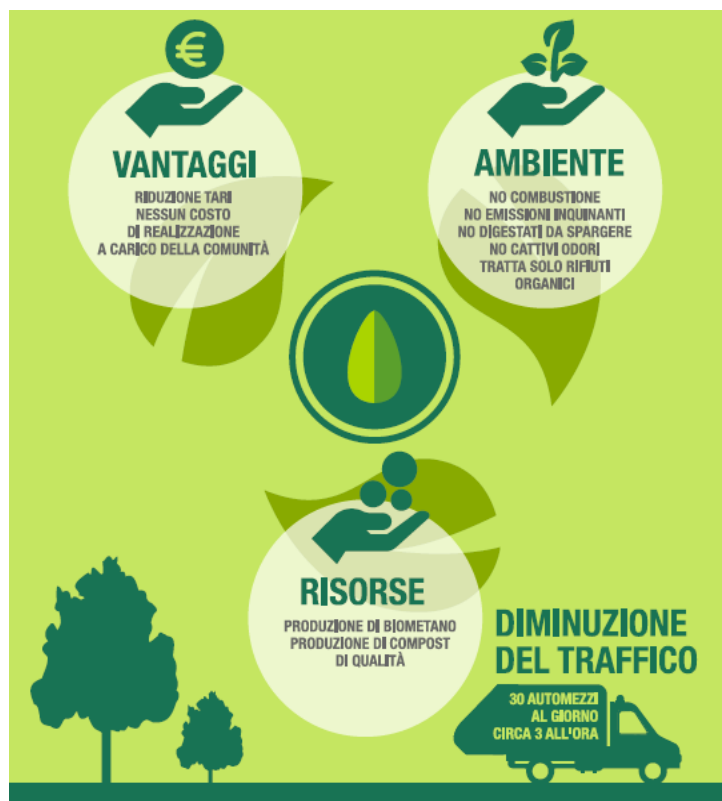 VANTAGGI
RIDUZIONE TARI
NESSUN COSTO
DI REALIZZAZIONE
A CARICO DELLA COMUNITÀ
AMBIENTE
NO COMBUSTIONE
NO EMISSIONI INQUINANTI
NO DIGESTATI DA SPARGERE
NO CATTIVI ODORI
TRATTA SOLO RIFIUTI
ORGANICI
RISORSE
PRODUZIONE DI BIOMETANO
PRODUZIONE DI COMPOST
DI QUALITÀ
DIMINUZIONE
DEL TRAFFICO
30 AUTOMEZZI
AL GIORNO
CIRCA 3 ALL'ORA